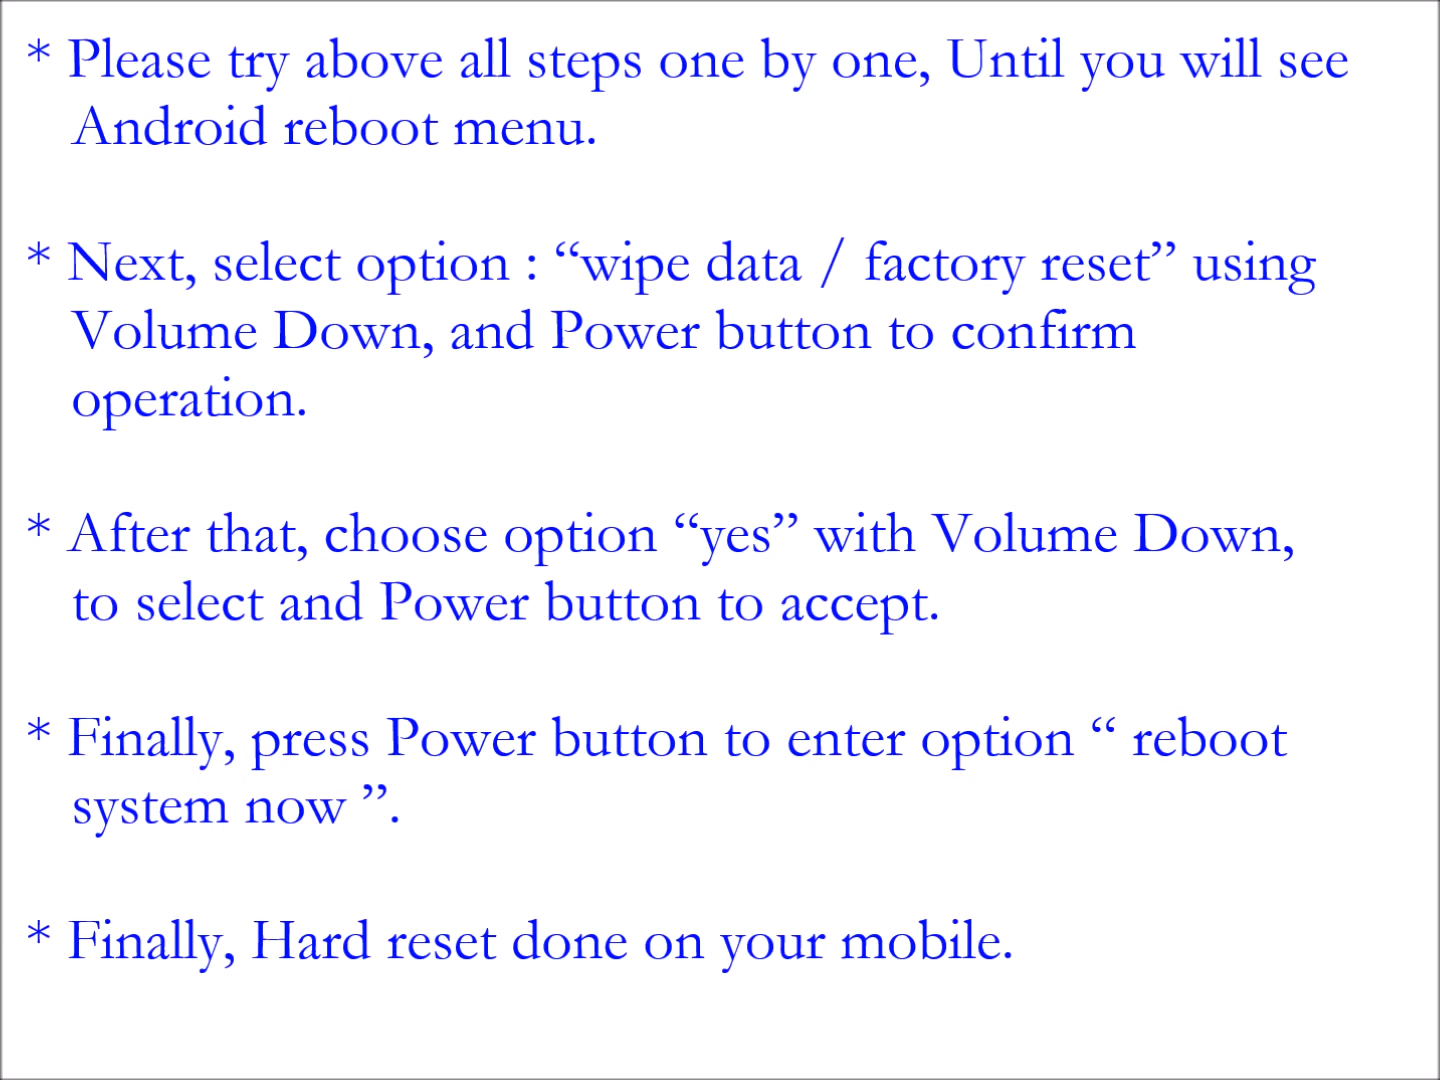 * Please try above all steps one by one, Until you will see
Android reboot menu.
* Next, select option : “wipe data / factory reset” using
Volume Down, and Power button to confirm
operation.
* After that, choose option “yes” with Volume Down,
to select and Power button to accept.
* Finally, press Power button to enter option “ reboot
system now ”.
* Finally, Hard reset done on your mobile.